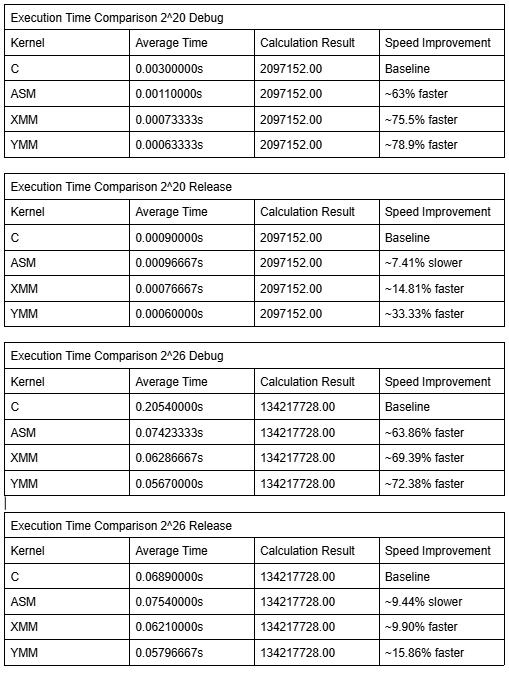 Execution Time Comparison 2^20 Debug
Kernel Average Time Calculation Result Speed Improvement
C 0.00300000s 2097152.00 Baseline
ASM 0.00110000s 2097152.00 ~63% faster
XMM 0.00073333s 2097152.00 ~75.5% faster
YMM 0.00063333s 2097152.00 ~78.9% faster
Execution Time Comparison 2^20 Release
Kernel Average Time Calculation Result Speed Improvement
C 0.00090000s 2097152.00 Baseline
ASM 0.00096667s 2097152.00 ~7.41% slower
XMM 0.00076667s 2097152.00 ~14.81% faster
YMM 0.00060000s 2097152.00 ~33.33% faster
Execution Time Comparison 2^26 Debug
Kernel Average Time Calculation Result Speed Improvement
C 0.20540000s 134217728.00 Baseline
ASM 0.07423333s 134217728.00 ~63.86% faster
XMM 0.06286667s 134217728.00 ~69.39% faster
YMM 0.05670000s 134217728.00 ~72.38% faster
Execution Time Comparison 2^26 Release
Kernel Average Time Calculation Result Speed Improvement
C 0.06890000s 134217728.00 Baseline
ASM 0.07540000s 134217728.00 ~9.44% slower
XMM 0.06210000s 134217728.00 ~9.90% faster
YMM 0.05796667s 134217728.00 ~15.86% faster